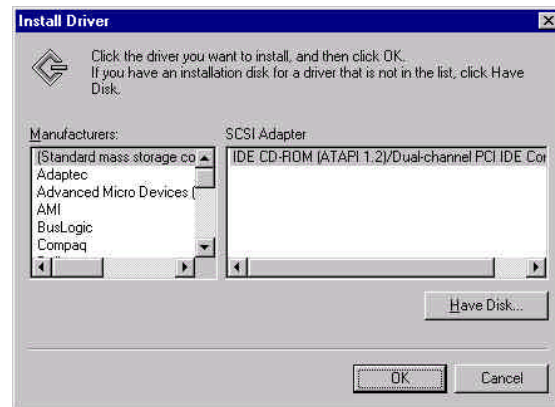 Install Driver
Click the driver you want to install, and then click OK.
If you have an installation disk for a driver that is not in the list, click Have
Disk.
Manufacturers:
SCSI Adapter
(Standard mass storage co
IDE CD-ROM (ATAPI 1.2)/Dual-channel PCI IDE Con
Adaptec
Advanced Micro Devices (
AMI
BusLogic
Compaq
Have Disk...
OK
Cancel